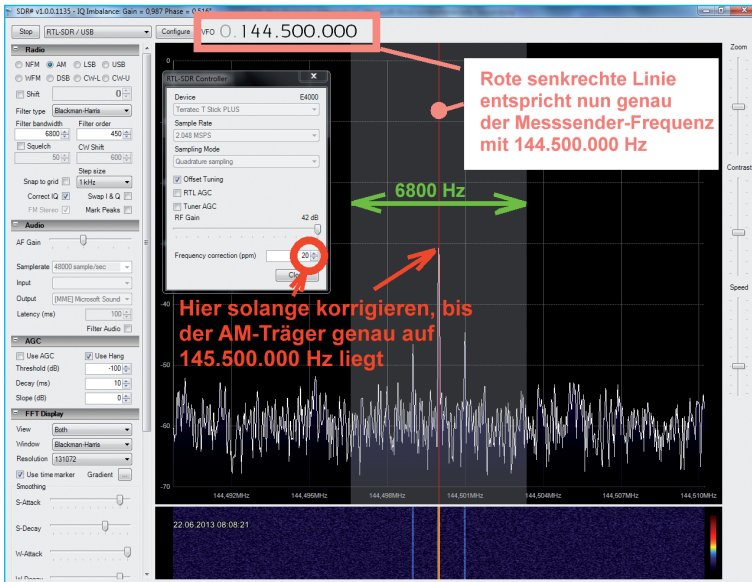 SDR# v1.0.0.1135 - IQ Imbalance: Gain = 0,987 Phase = 0,516°
Stop RTL-SDR / USB Configure VFO 0.144.500.000
Radio
NFM AM LSB USB
WFM DSB CW-L CW-U
Shift 0
Filter type Blackman-Harris
Filter bandwidth Filter order
6800 450
Squelch CW Shift
50 600
Step size
Snap to grid 1 kHz
Correct IQ Swap I & Q
FM Stereo Mark Peaks
Audio
AF Gain
Samplerate 48000 sample/sec
Input
Output [MME] Microsoft Sound
Latency (ms) 100
Filter Audio
AGC
Use AGC Use Hang
Threshold (dB) -100
Decay (ms) 10
Slope (dB) 0
FFT Display
View Both
Window Blackman-Harris
Resolution 131072
Use time marker Gradient ...
Smoothing
S-Attack
S-Decay
W-Attack
W-Decay
0
RTL-SDR Controller x
Device E4000
Terratec T Stick PLUS
Sample Rate
2.048 MSPS
Sampling Mode
Quadrature sampling
Offset Tuning
RTL AGC
Tuner AGC
RF Gain 42 dB
Frequency correction (ppm) 20
Rote senkrechte Linie
entspricht nun genau
der Messsender-Frequenz
mit 144.500.000 Hz
6800 Hz
Hier solange korrigieren, bis
der AM-Träger genau auf
145.500.000 Hz liegt
-40
-50
-60
-70
144,492MHz 144,495MHz 144,498MHz 144,501MHz 144,504MHz 144,507MHz 144,510MHz
22.06.2013 08:08:21
Zoom
Contrast
Speed